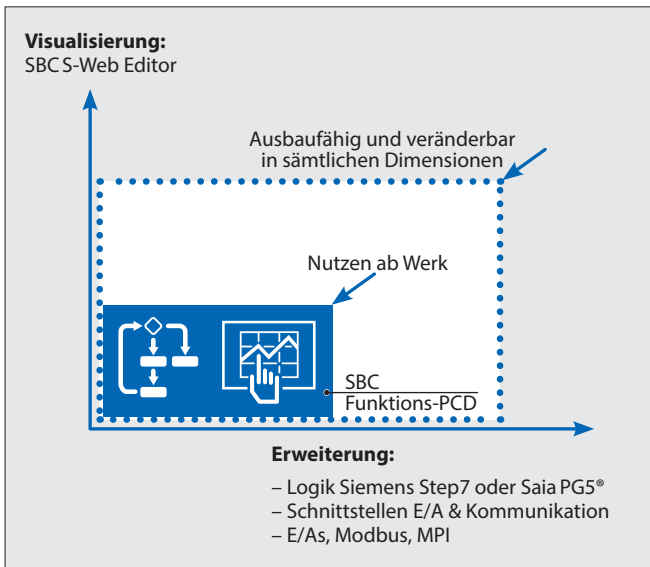 Visualisierung:
SBC S-Web Editor
Ausbaufähig und veränderbar
in sämtlichen Dimensionen
Nutzen ab Werk
SBC
Funktions-PCD
Erweiterung:
– Logik Siemens Step7 oder Saia PG5®
– Schnittstellen E/A & Kommunikation
– E/As, Modbus, MPI